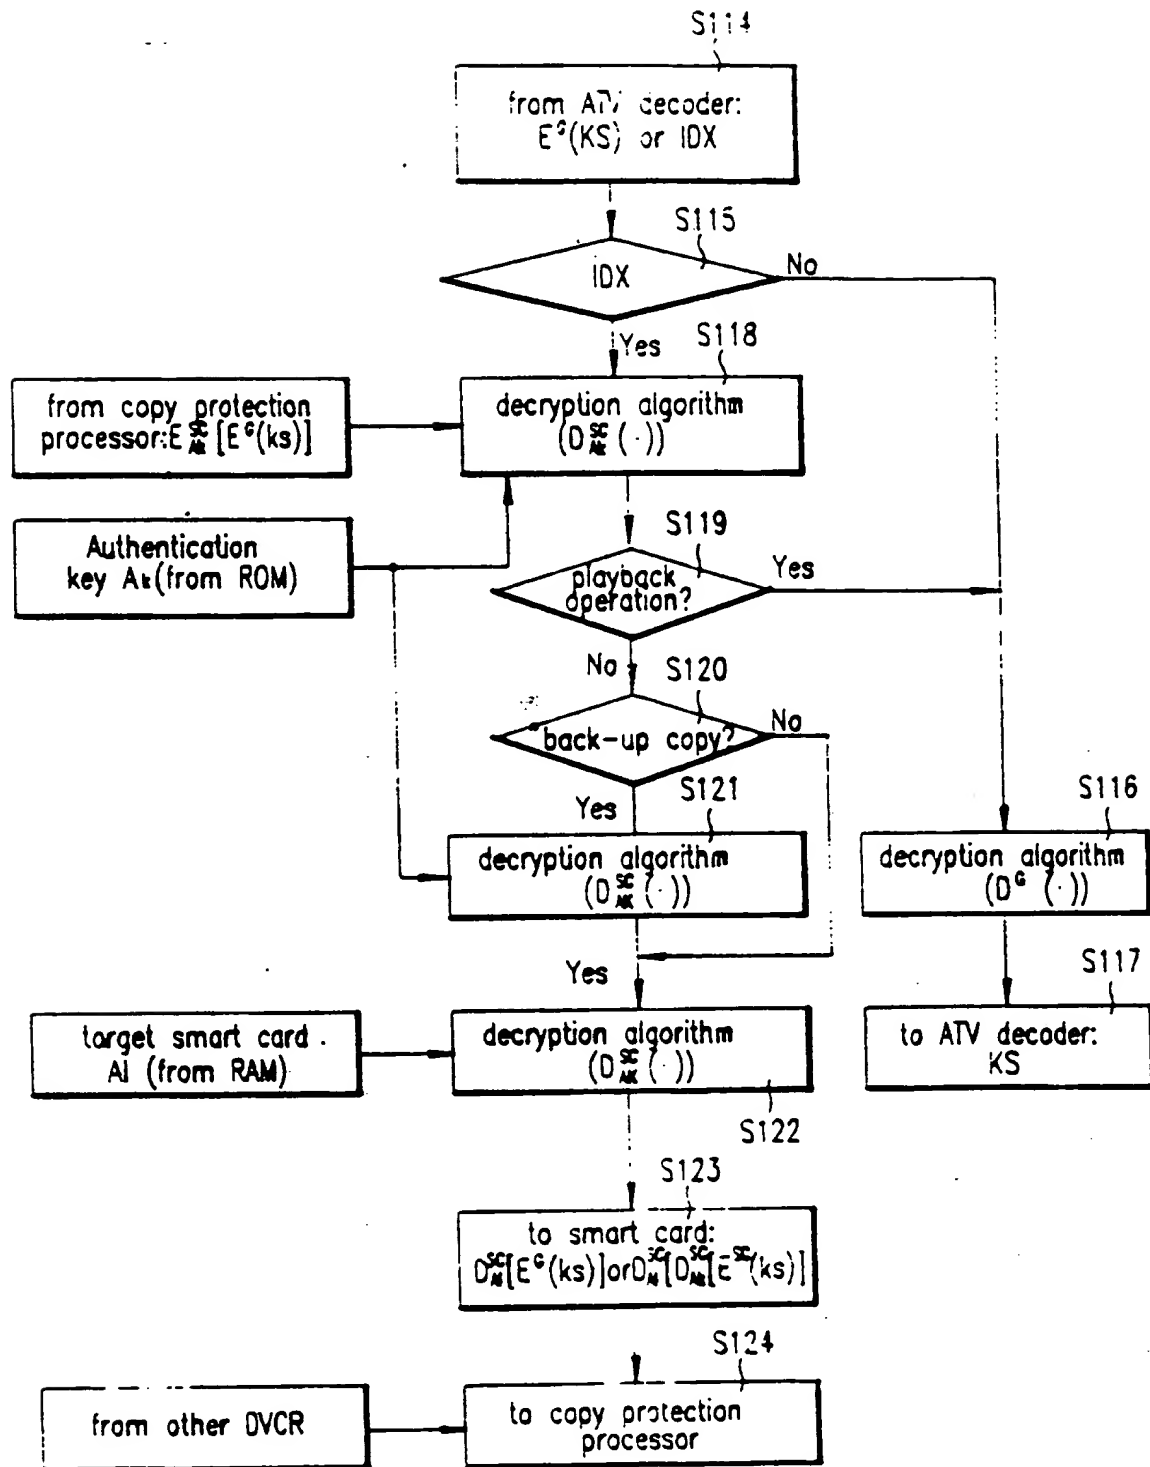 S114
from ATV decoder:
E^G(KS) or IDX
S115
IDX
No
Yes
S118
from copy protection
processor:E^SC_Ak[E^G(ks)]
decryption algorithm
(D^SC_Ak(·))
Authentication
key Ak(from ROM)
S119
playback
operation?
Yes
No
S120
back-up copy?
No
Yes
S121
decryption algorithm
(D^SC_AK(·))
S116
decryption algorithm
(D^G(·))
Yes
S117
target smart card
AI (from RAM)
decryption algorithm
(D^SC_AK(·))
to ATV decoder:
KS
S122
S123
to smart card:
D^SC_AI[E^G(ks)]orD^SC_AI[D^SC_Ak[E^SC(ks)]
S124
from other DVCR
to copy protection
processor